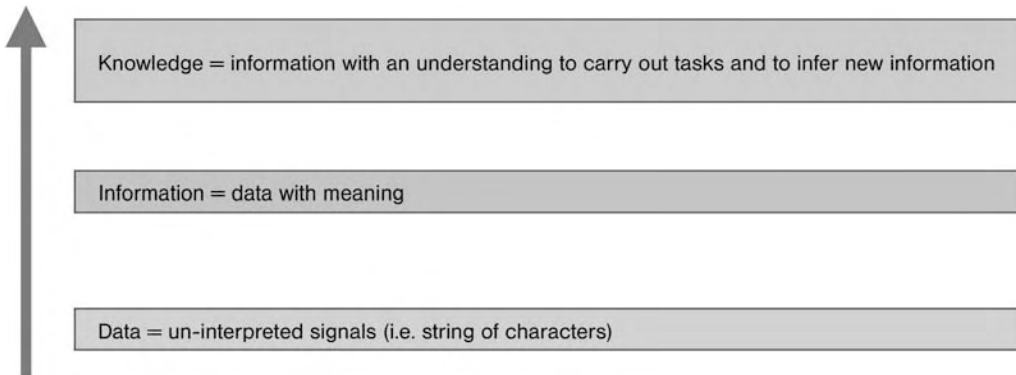 Knowledge = information with an understanding to carry out tasks and to infer new information
Information = data with meaning
Data = un-interpreted signals (i.e. string of characters)